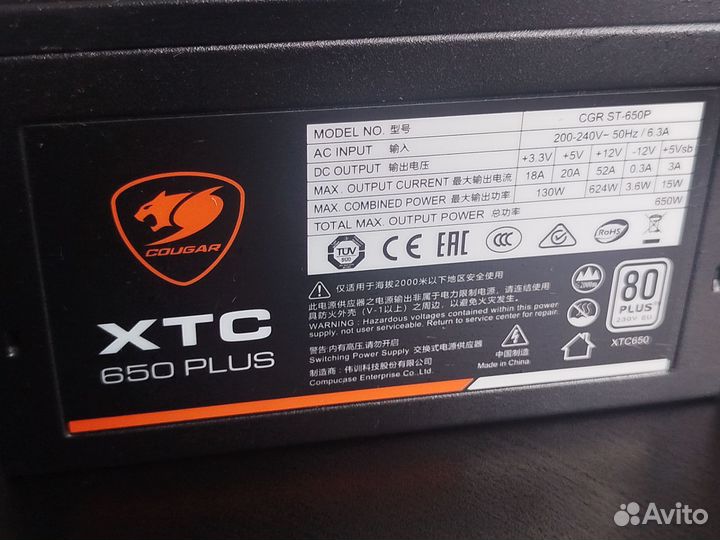 COUGAR
XTC
650 PLUS
MODEL NO. 型号 CGR ST-650P
AC INPUT 输入 200-240V~ 50Hz / 6.3A
DC OUTPUT 输出电压 +3.3V +5V +12V -12V +5Vsb
MAX. OUTPUT CURRENT 最大输出电流 18A 20A 52A 0.3A 3A
MAX. COMBINED POWER 最大输出功率 130W 624W 3.6W 15W
TOTAL MAX. OUTPUT POWER 总功率 650W
TÜV
CE EAC CCC RoHS
仅适用于海拔2000米以下地区安全使用
此电源供应器之电源输出非属于电力限制电源，请连结使用
具防火外壳（V-1以上）之周边，以避免火灾发生。
WARNING : Hazardous voltages contained within this power
supply, not user serviceable. Return to service center for repair.
警告:内有高压,请勿打开
Switching Power Supply 交换式电源供应器
制造商：伟训科技股份有限公司
Compucase Enterprise Co.,Ltd.
中国制造
Made in China
≤2000m
80
PLUS
230V EU
XTC650
Avito